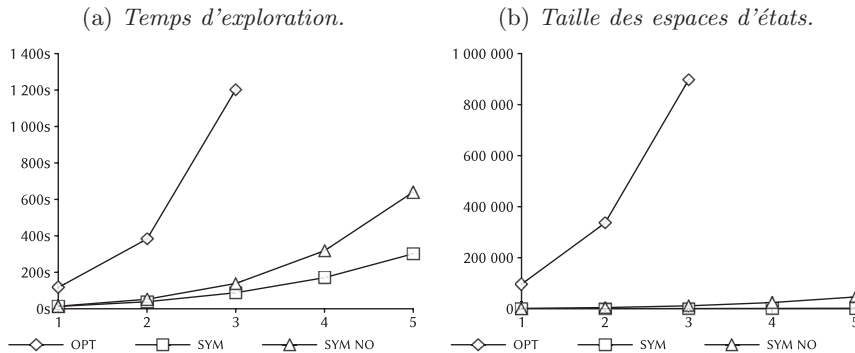 (a) Temps d'exploration.
1 400s
1 200s
1 000s
800s
600s
400s
200s
0s
1 2 3 4 5
OPT SYM SYM NO
(b) Taille des espaces d'états.
1 000 000
800 000
600 000
400 000
200 000
0
1 2 3 4 5
OPT SYM SYM NO